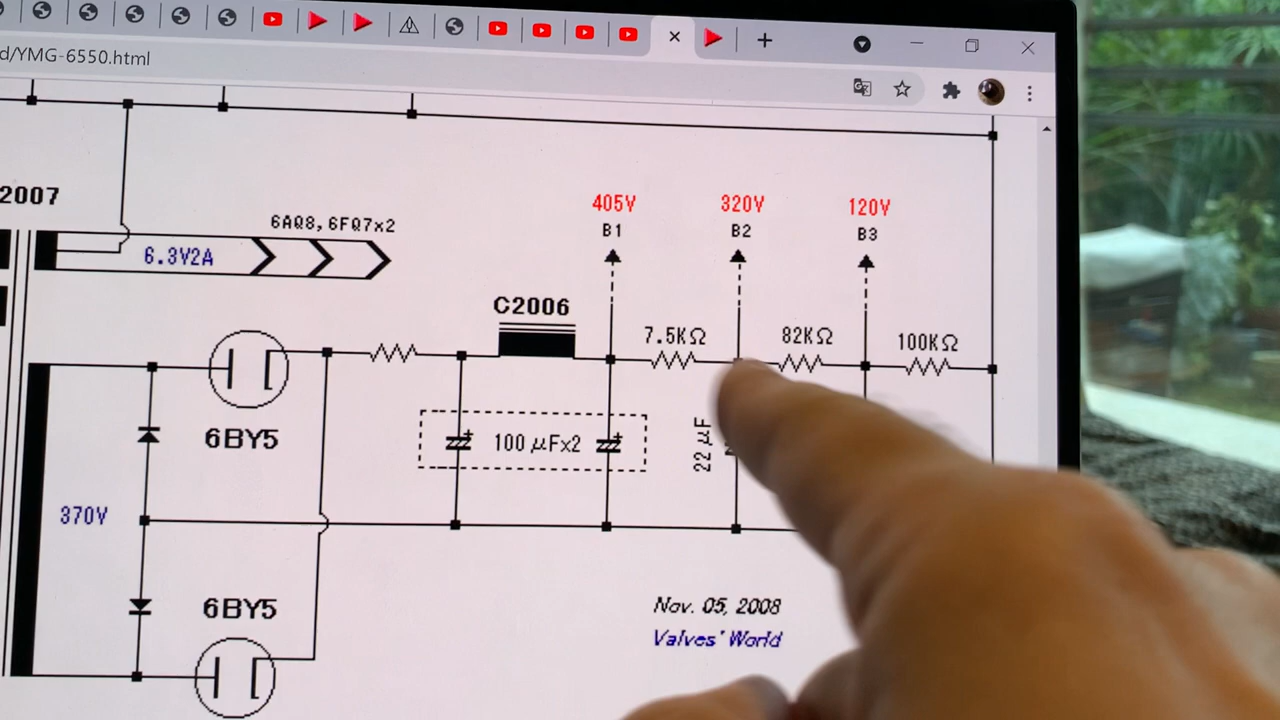 d/YMG-6550.html
2007
6AQ8,6FQ7x2
6.3V2A
405V
B1
320V
B2
120V
B3
C2006
7.5KΩ
82KΩ
100KΩ
6BY5
100 μFx2
22 μF
370V
6BY5
Nov. 05, 2008
Valves' World